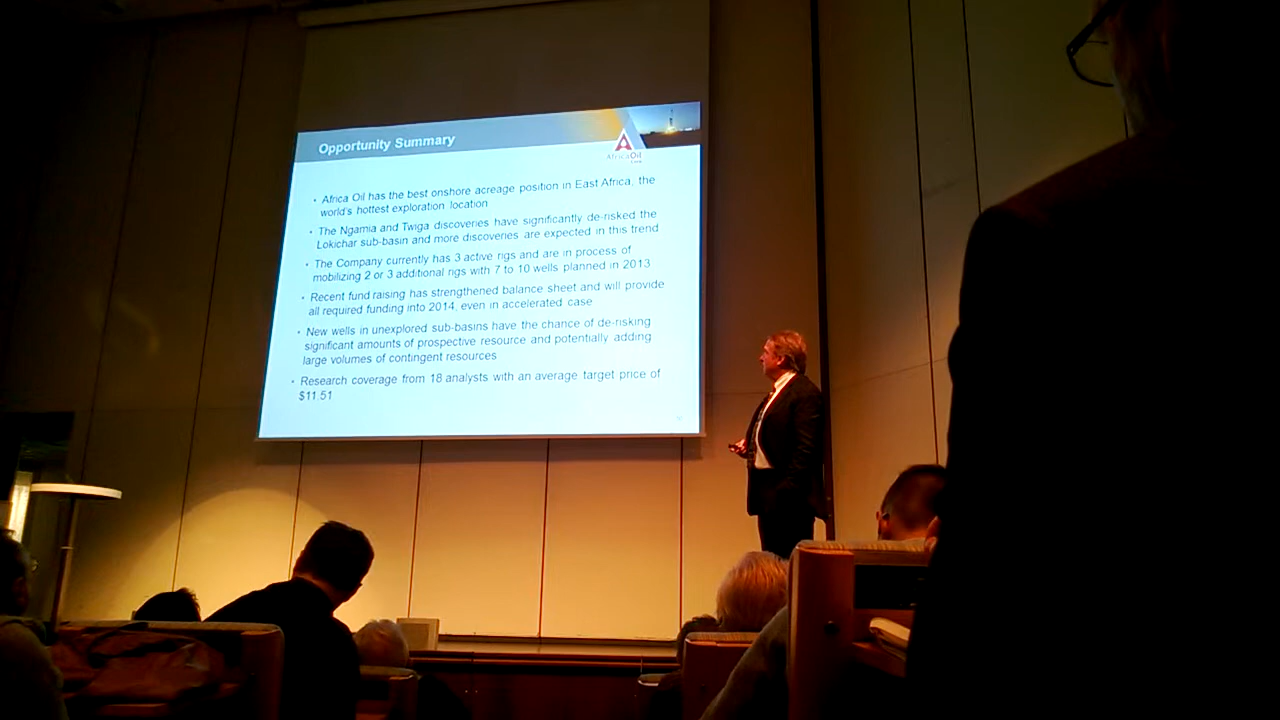 Opportunity Summary
AfricaOil
Corp.
• Africa Oil has the best onshore acreage position in East Africa, the
world's hottest exploration location
• The Ngamia and Twiga discoveries have significantly de-risked the
Lokichar sub-basin and more discoveries are expected in this trend
• The Company currently has 3 active rigs and are in process of
mobilizing 2 or 3 additional rigs with 7 to 10 wells planned in 2013
• Recent fund raising has strengthened balance sheet and will provide
all required funding into 2014, even in accelerated case
• New wells in unexplored sub-basins have the chance of de-risking
significant amounts of prospective resource and potentially adding
large volumes of contingent resources
• Research coverage from 18 analysts with an average target price of
$11.51